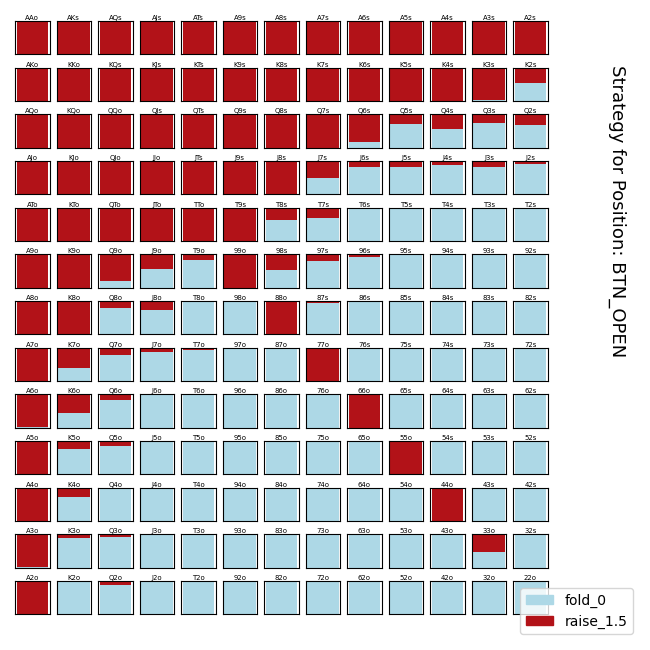 AAo AKs AQs AJs ATs A9s A8s A7s A6s A5s A4s A3s A2s
AKo KKo KQs KJs KTs K9s K8s K7s K6s K5s K4s K3s K2s
AQo KQo QQo QJs QTs Q9s Q8s Q7s Q6s Q5s Q4s Q3s Q2s
AJo KJo QJo JJo JTs J9s J8s J7s J6s J5s J4s J3s J2s
ATo KTo QTo JTo TTo T9s T8s T7s T6s T5s T4s T3s T2s
A9o K9o Q9o J9o T9o 99o 98s 97s 96s 95s 94s 93s 92s
A8o K8o Q8o J8o T8o 98o 88o 87s 86s 85s 84s 83s 82s
A7o K7o Q7o J7o T7o 97o 87o 77o 76s 75s 74s 73s 72s
A6o K6o Q6o J6o T6o 96o 86o 76o 66o 65s 64s 63s 62s
A5o K5o Q5o J5o T5o 95o 85o 75o 65o 55o 54s 53s 52s
A4o K4o Q4o J4o T4o 94o 84o 74o 64o 54o 44o 43s 42s
A3o K3o Q3o J3o T3o 93o 83o 73o 63o 53o 43o 33o 32s
A2o K2o Q2o J2o T2o 92o 82o 72o 62o 52o 42o 32o 22o
Strategy for Position: BTN_OPEN
fold_0
raise_1.5